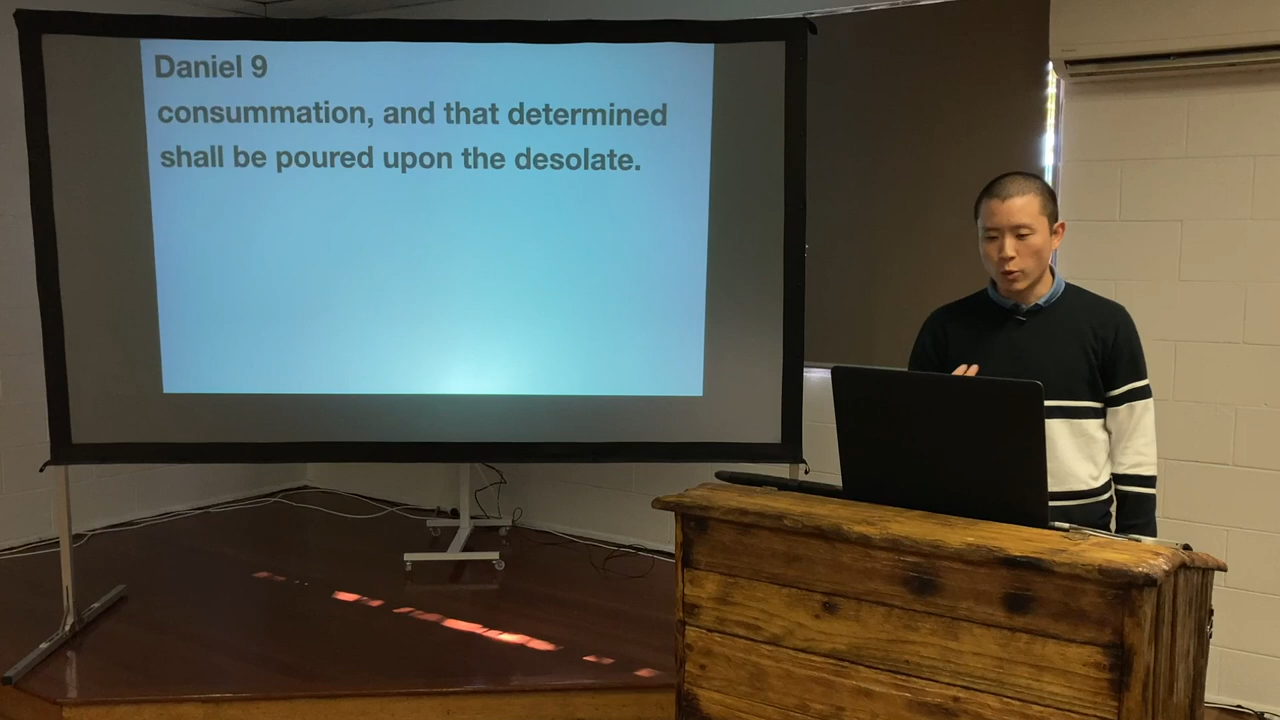 Daniel 9
consummation, and that determined
shall be poured upon the desolate.